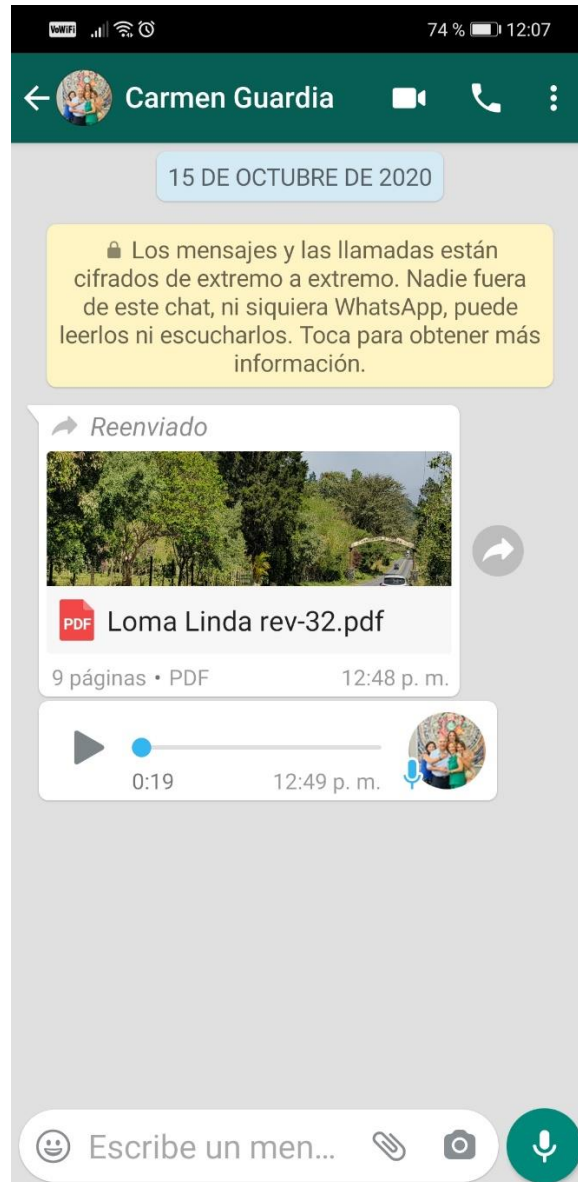 VoWiFi 74 % 12:07
Carmen Guardia
15 DE OCTUBRE DE 2020
Los mensajes y las llamadas están
cifrados de extremo a extremo. Nadie fuera
de este chat, ni siquiera WhatsApp, puede
leerlos ni escucharlos. Toca para obtener más
información.
Reenviado
PDF Loma Linda rev-32.pdf
9 páginas • PDF 12:48 p. m.
0:19 12:49 p. m.
Escribe un men...